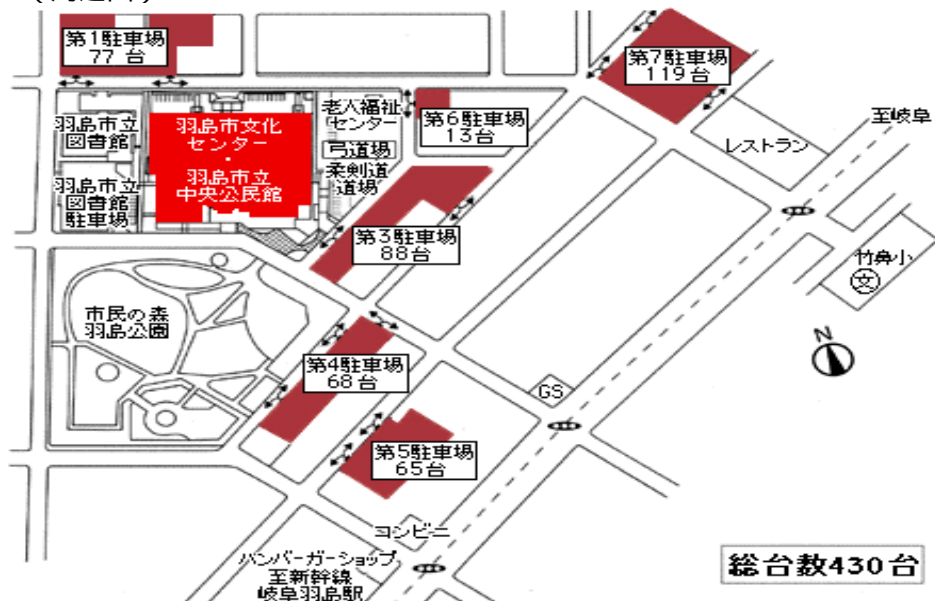 第1駐車場
77台
第7駐車場
119台
羽島市立
図書館
羽島市文化
センター
・
羽島市立
中央公民館
老人福祉
センター
弓道場
柔剣道
道場
第6駐車場
13台
レストラン
至岐阜
羽島市立
図書館
駐車場
第3駐車場
88台
竹鼻小
文
市民の森
羽島公園
N
第4駐車場
68台
GS
第5駐車場
65台
コンビニ
ハンバーガーショップ
至新幹線
岐阜羽島駅
総台数430台